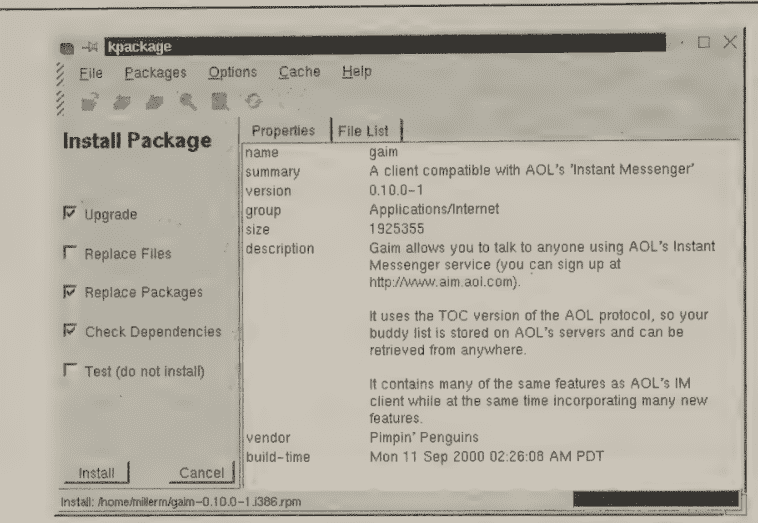 kpackage
File Packages Options Cache Help
Install Package
Upgrade
Replace Files
Replace Packages
Check Dependencies
Test (do not install)
Install Cancel
Properties File List
name gaim
summary A client compatible with AOL's 'Instant Messenger'
version 0.10.0-1
group Applications/Internet
size 1925355
description Gaim allows you to talk to anyone using AOL's Instant
Messenger service (you can sign up at
http://www.aim.aol.com).
It uses the TOC version of the AOL protocol, so your
buddy list is stored on AOL's servers and can be
retrieved from anywhere.
It contains many of the same features as AOL's IM
client while at the same time incorporating many new
features.
vendor Pimpin' Penguins
build-time Mon 11 Sep 2000 02:26:08 AM PDT
Install: /home/millerm/gaim-0.10.0-1.i386.rpm